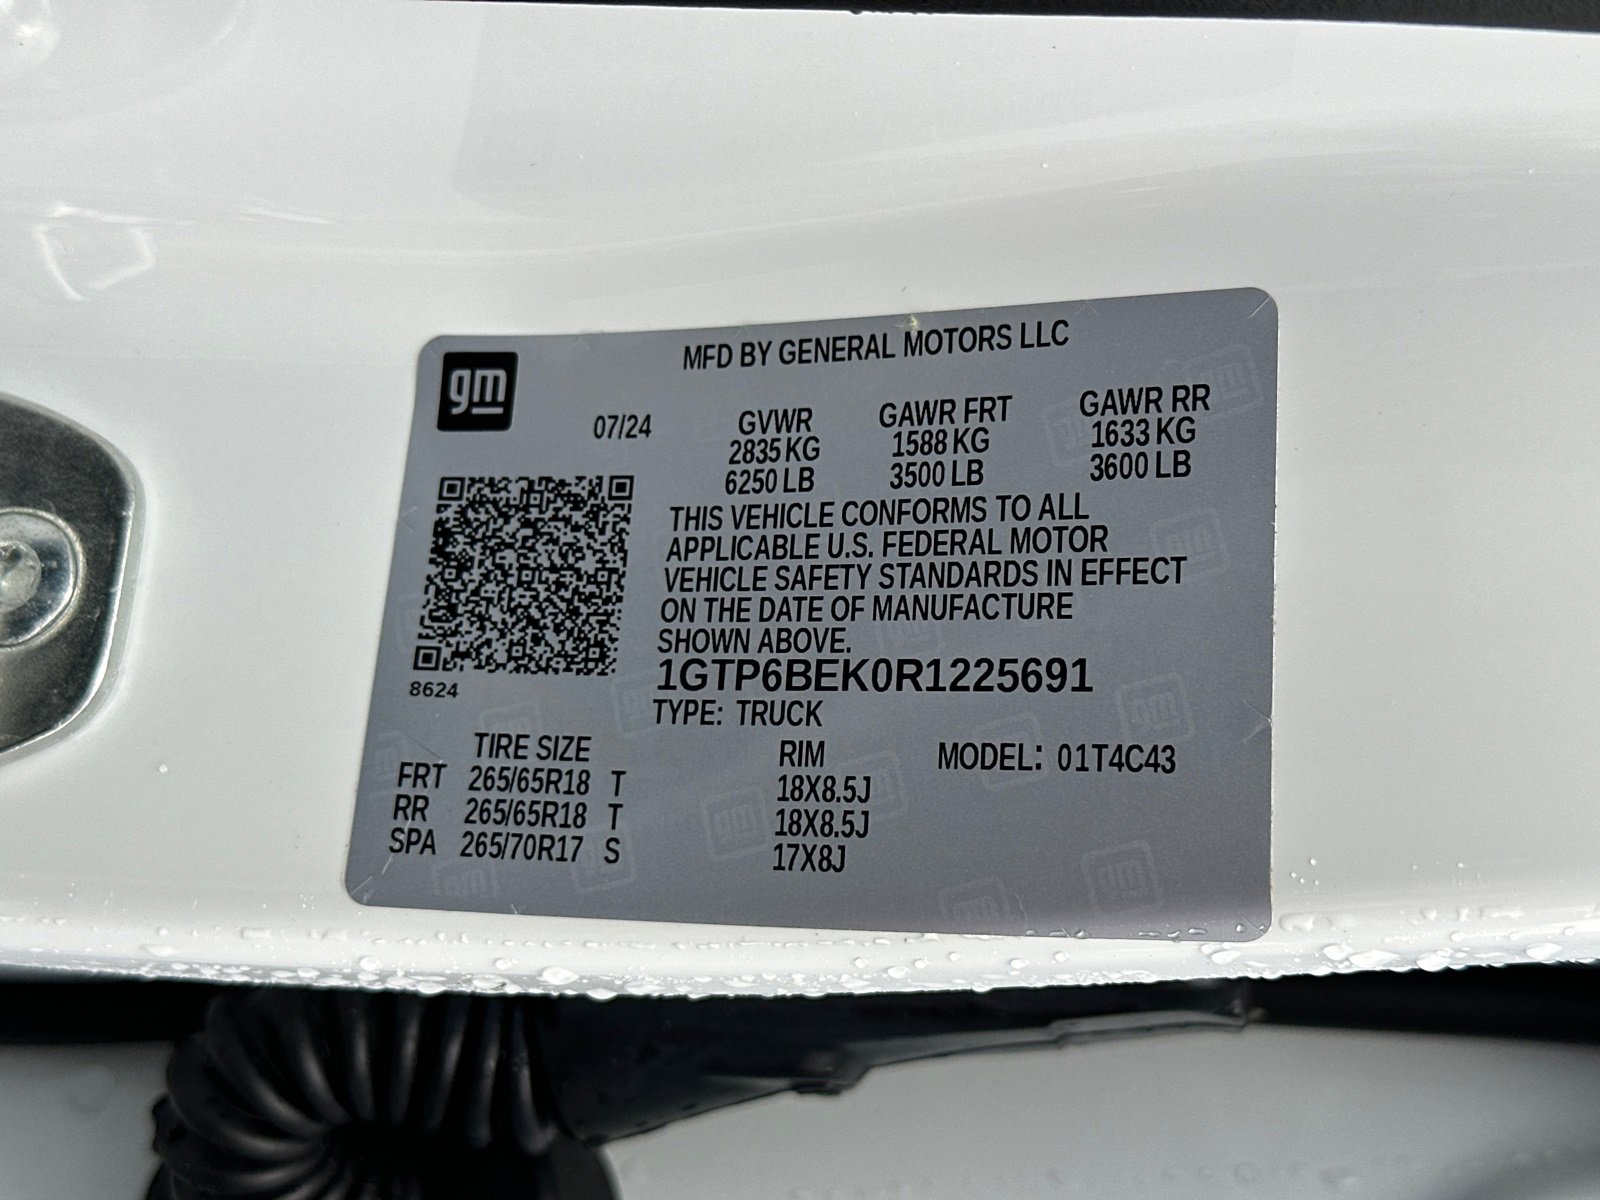 gm
MFD BY GENERAL MOTORS LLC
07/24 GVWR GAWR FRT GAWR RR
2835 KG 1588 KG 1633 KG
6250 LB 3500 LB 3600 LB
THIS VEHICLE CONFORMS TO ALL
APPLICABLE U.S. FEDERAL MOTOR
VEHICLE SAFETY STANDARDS IN EFFECT
ON THE DATE OF MANUFACTURE
SHOWN ABOVE.
8624 1GTP6BEK0R1225691
TYPE: TRUCK
TIRE SIZE RIM MODEL: 01T4C43
FRT 265/65R18 T 18X8.5J
RR 265/65R18 T 18X8.5J
SPA 265/70R17 S 17X8J